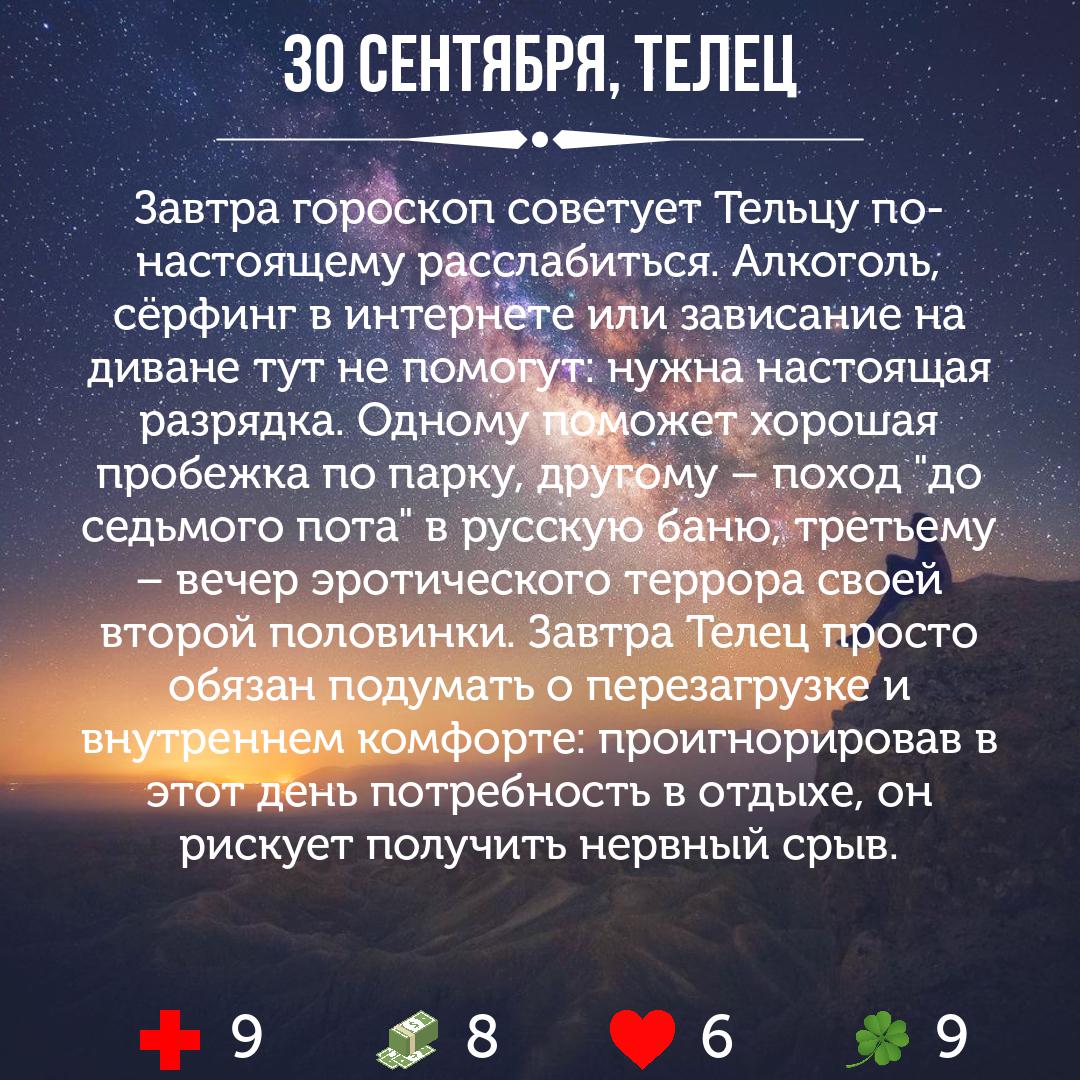 30 СЕНТЯБРЯ, ТЕЛЕЦ
Завтра гороскоп советует Тельцу по-
настоящему расслабиться. Алкоголь,
сёрфинг в интернете или зависание на
диване тут не помогут: нужна настоящая
разрядка. Одному поможет хорошая
пробежка по парку, другому – поход "до
седьмого пота" в русскую баню, третьему
– вечер эротического террора своей
второй половинки. Завтра Телец просто
обязан подумать о перезагрузке и
внутреннем комфорте: проигнорировав в
этот день потребность в отдыхе, он
рискует получить нервный срыв.
9 8 6 9